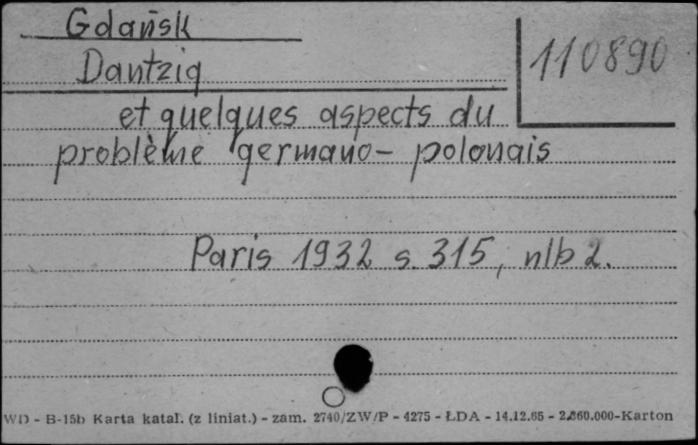 Gdańsk
110890
Dantzig
et quelques aspects du
problème germano-polonais
Paris 1932 s. 315, nlb 2.
WD - B-15b Karta katal. (z liniat.) - zam. 2740/ZW/P - 4275 - ŁDA - 14.12.65 - 2.860.000-Karton